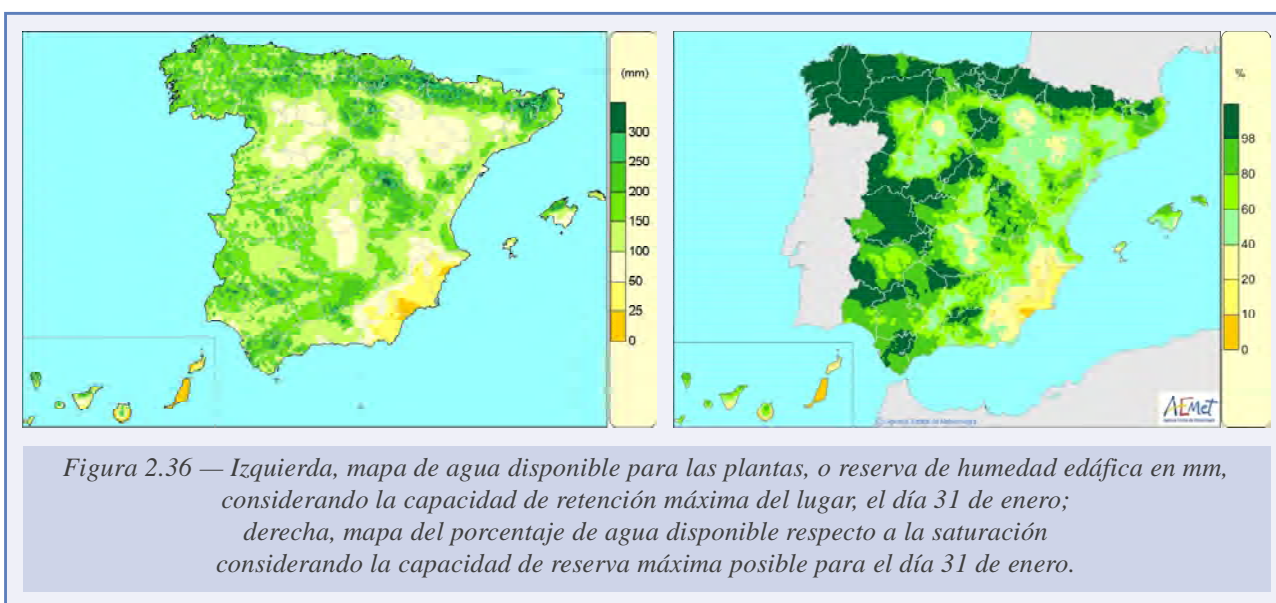 (mm)
300
250
200
150
100
50
25
0
%
98
80
60
40
20
10
0
AEMet
Figura 2.36 — Izquierda, mapa de agua disponible para las plantas, o reserva de humedad edáfica en mm,
considerando la capacidad de retención máxima del lugar, el día 31 de enero;
derecha, mapa del porcentaje de agua disponible respecto a la saturación
considerando la capacidad de reserva máxima posible para el día 31 de enero.